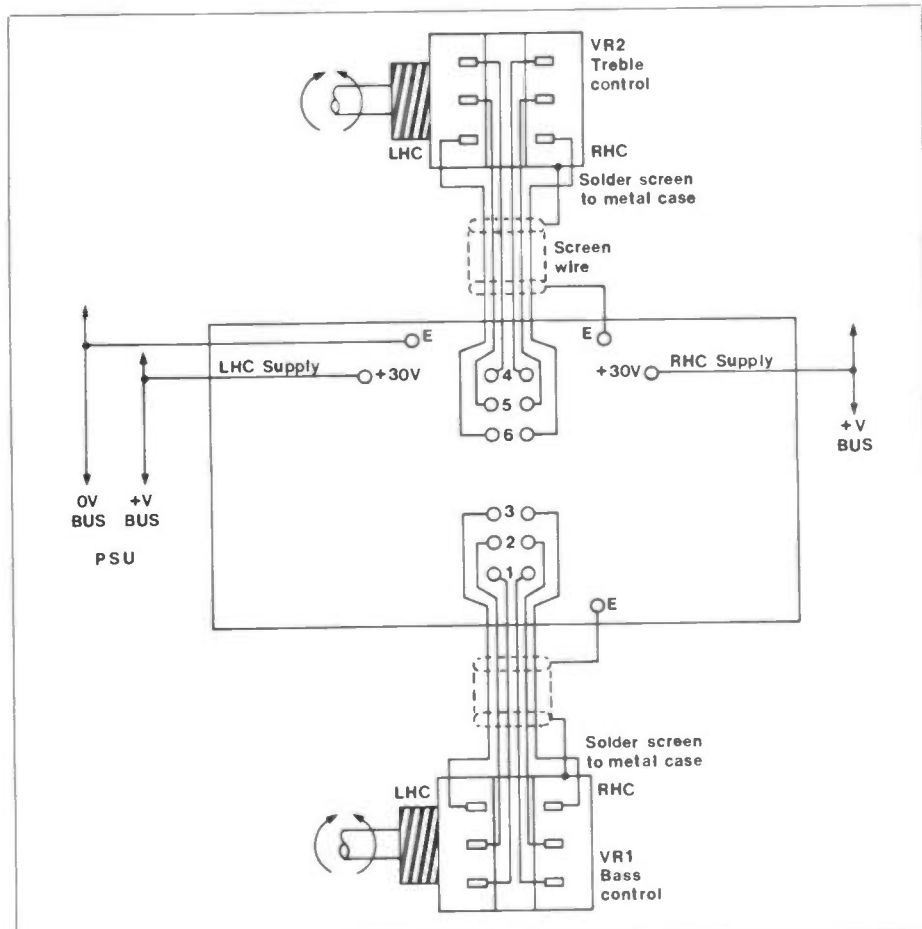 VR2
Treble
control
LHC
RHC
Solder screen
to metal case
Screen
wire
E
E
LHC Supply
+30V
+30V
RHC Supply
4
5
6
+V
BUS
0V
BUS
+V
BUS
PSU
3
2
1
E
Solder screen
to metal case
LHC
RHC
VR1
Bass
control